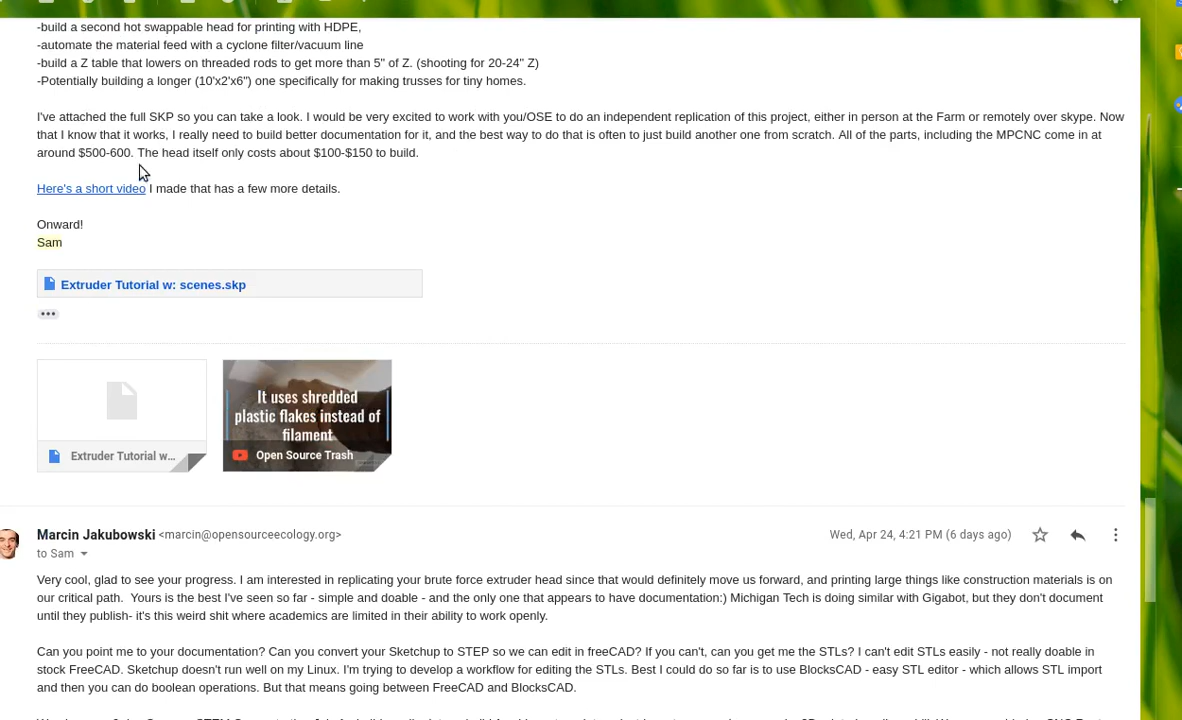 -build a second hot swappable head for printing with HDPE,
-automate the material feed with a cyclone filter/vacuum line
-build a Z table that lowers on threaded rods to get more than 5" of Z. (shooting for 20-24" Z)
-Potentially building a longer (10'x2'x6") one specifically for making trusses for tiny homes.
I've attached the full SKP so you can take a look. I would be very excited to work with you/OSE to do an independent replication of this project, either in person at the Farm or remotely over skype. Now
that I know that it works, I really need to build better documentation for it, and the best way to do that is often to just build another one from scratch. All of the parts, including the MPCNC come in at
around $500-600. The head itself only costs about $100-$150 to build.
Here's a short video I made that has a few more details.
Onward!
Sam
Extruder Tutorial w: scenes.skp
It uses shredded
plastic flakes instead of
filament
Extruder Tutorial w...
Open Source Trash
Marcin Jakubowski <marcin@opensourceecology.org>
Wed, Apr 24, 4:21 PM (6 days ago)
to Sam
Very cool, glad to see your progress. I am interested in replicating your brute force extruder head since that would definitely move us forward, and printing large things like construction materials is on
our critical path.  Yours is the best I've seen so far - simple and doable - and the only one that appears to have documentation:) Michigan Tech is doing similar with Gigabot, but they don't document
until they publish- it's this weird shit where academics are limited in their ability to work openly.
Can you point me to your documentation? Can you convert your Sketchup to STEP so we can edit in freeCAD? If you can't, can you get me the STLs? I can't edit STLs easily - not really doable in
stock FreeCAD. Sketchup doesn't run well on my Linux. I'm trying to develop a workflow for editing the STLs. Best I could do so far is to use BlocksCAD - easy STL editor - which allows STL import
and then you can do boolean operations. But that means going between FreeCAD and BlocksCAD.